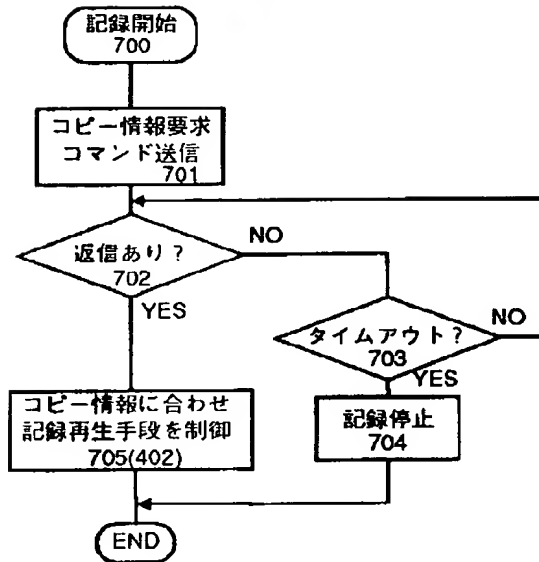 記録開始
700
コピー情報要求
コマンド送信
701
返信あり？
702
NO
YES
タイムアウト？
703
NO
YES
コピー情報に合わせ
記録再生手段を制御
705(402)
記録停止
704
END